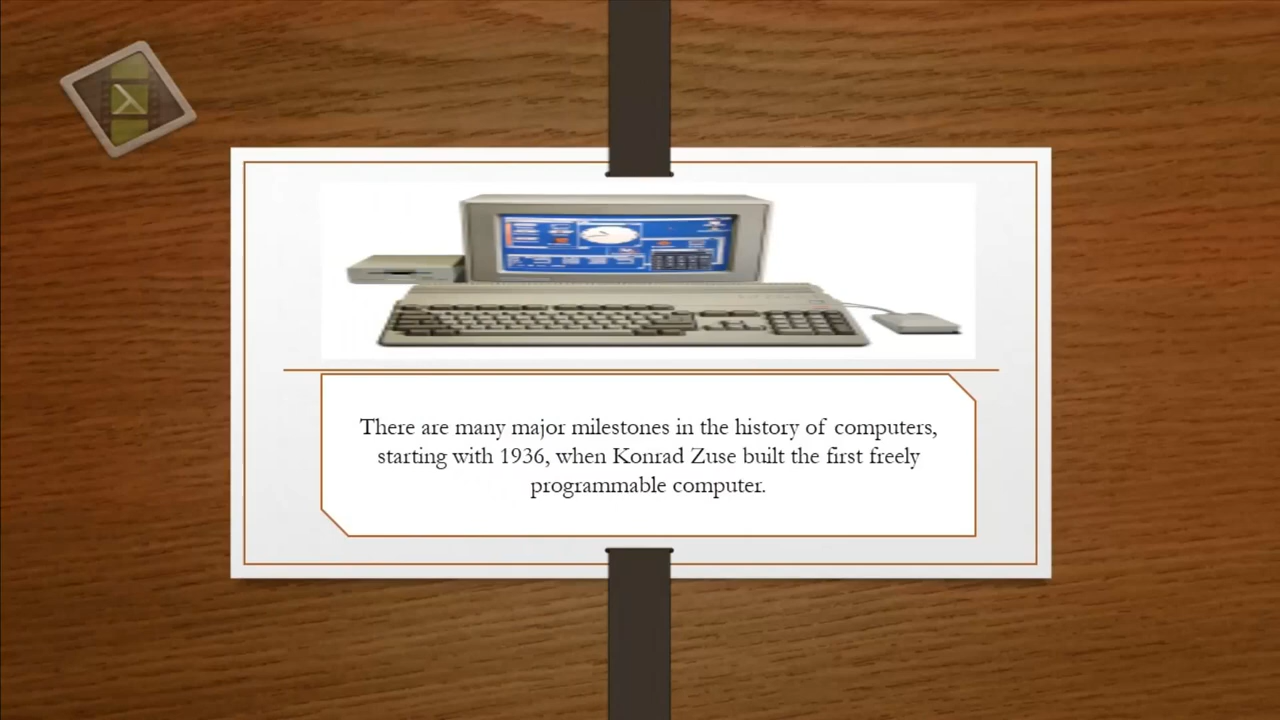 There are many major milestones in the history of computers,
starting with 1936, when Konrad Zuse built the first freely
programmable computer.